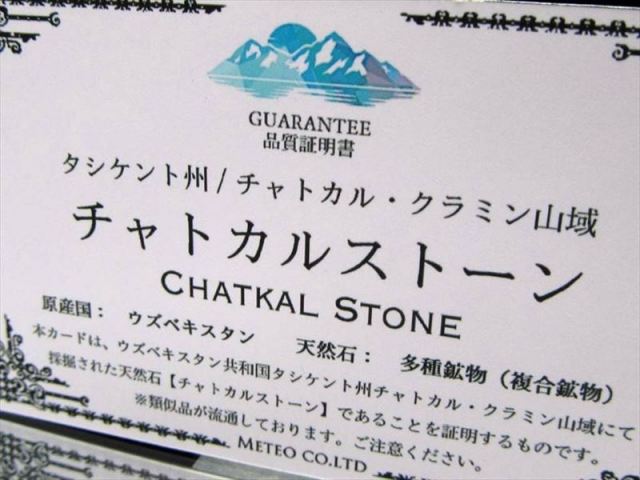 GUARANTEE
品質証明書
タシケント州/チャトカル・クラミン山域
チャトカルストーン
CHATKAL STONE
原産国： ウズベキスタン 天然石： 多種鉱物（複合鉱物）
本カードは、ウズベキスタン共和国タシケント州チャトカル・クラミン山域にて
採掘された天然石【チャトカルストーン】であることを証明するものです。
※類似品が流通しております。ご注意ください。
METEO CO.LTD